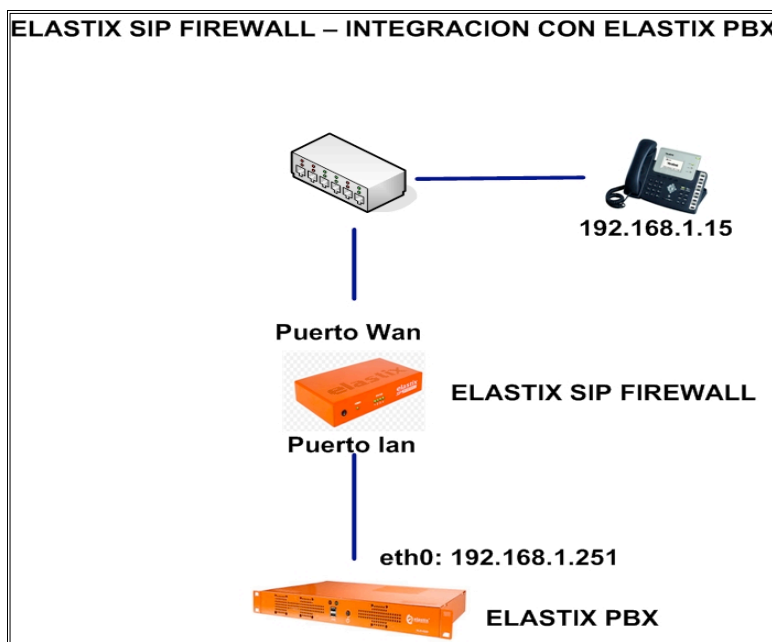 ELASTIX SIP FIREWALL – INTEGRACION CON ELASTIX PBX
192.168.1.15
Puerto Wan
elastix
ELASTIX SIP FIREWALL
Puerto lan
eth0: 192.168.1.251
ELASTIX PBX